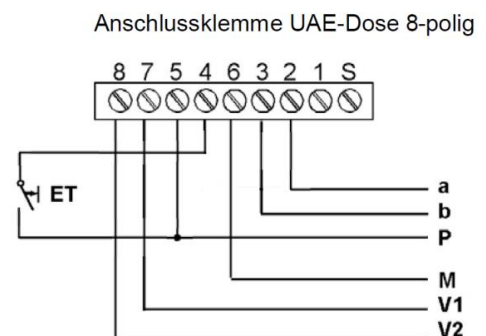 Anschlussklemme UAE-Dose 8-polig
8 7 5 4 6 3 2 1 S
ET
a
b
P
M
V1
V2